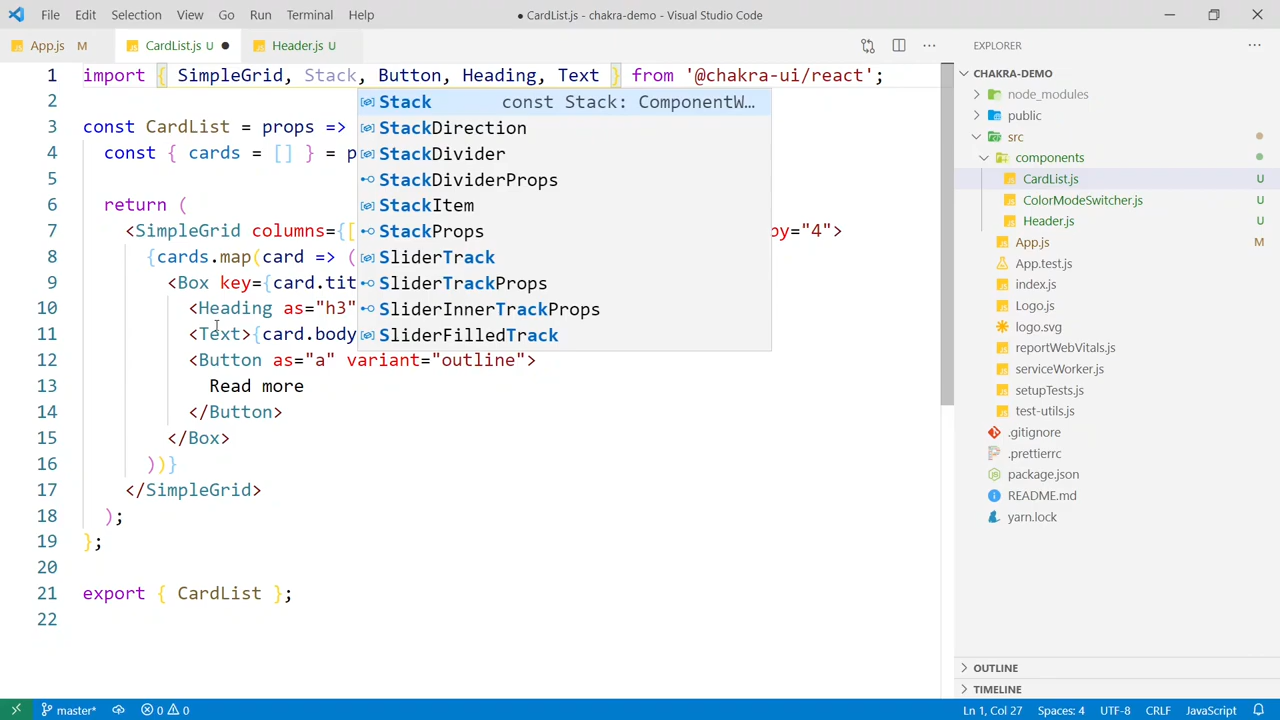 File Edit Selection View Go Run Terminal Help
● CardList.js - chakra-demo - Visual Studio Code
App.js M
CardList.js U ●
Header.js U
1 import { SimpleGrid, Stack, Button, Heading, Text } from '@chakra-ui/react';
2
3 const CardList = props =>
4 const { cards = [] } = p
5
6 return (
7 <SimpleGrid columns={[ by="4">
8 {cards.map(card => (
9 <Box key={card.tit
10 <Heading as="h3"
11 <Text>{card.body
12 <Button as="a" variant="outline">
13 Read more
14 </Button>
15 </Box>
16 ))}
17 </SimpleGrid>
18 );
19 };
20
21 export { CardList };
22
Stack const Stack: ComponentW…
StackDirection
StackDivider
StackDividerProps
StackItem
StackProps
SliderTrack
SliderTrackProps
SliderInnerTrackProps
SliderFilledTrack
EXPLORER
CHAKRA-DEMO
node_modules
public
src
components
CardList.js U
ColorModeSwitcher.js U
Header.js U
App.js M
App.test.js
index.js
Logo.js
logo.svg
reportWebVitals.js
serviceWorker.js
setupTests.js
test-utils.js
.gitignore
.prettierrc
package.json
README.md
yarn.lock
OUTLINE
TIMELINE
master* 0 0
Ln 1, Col 27 Spaces: 4 UTF-8 CRLF JavaScript